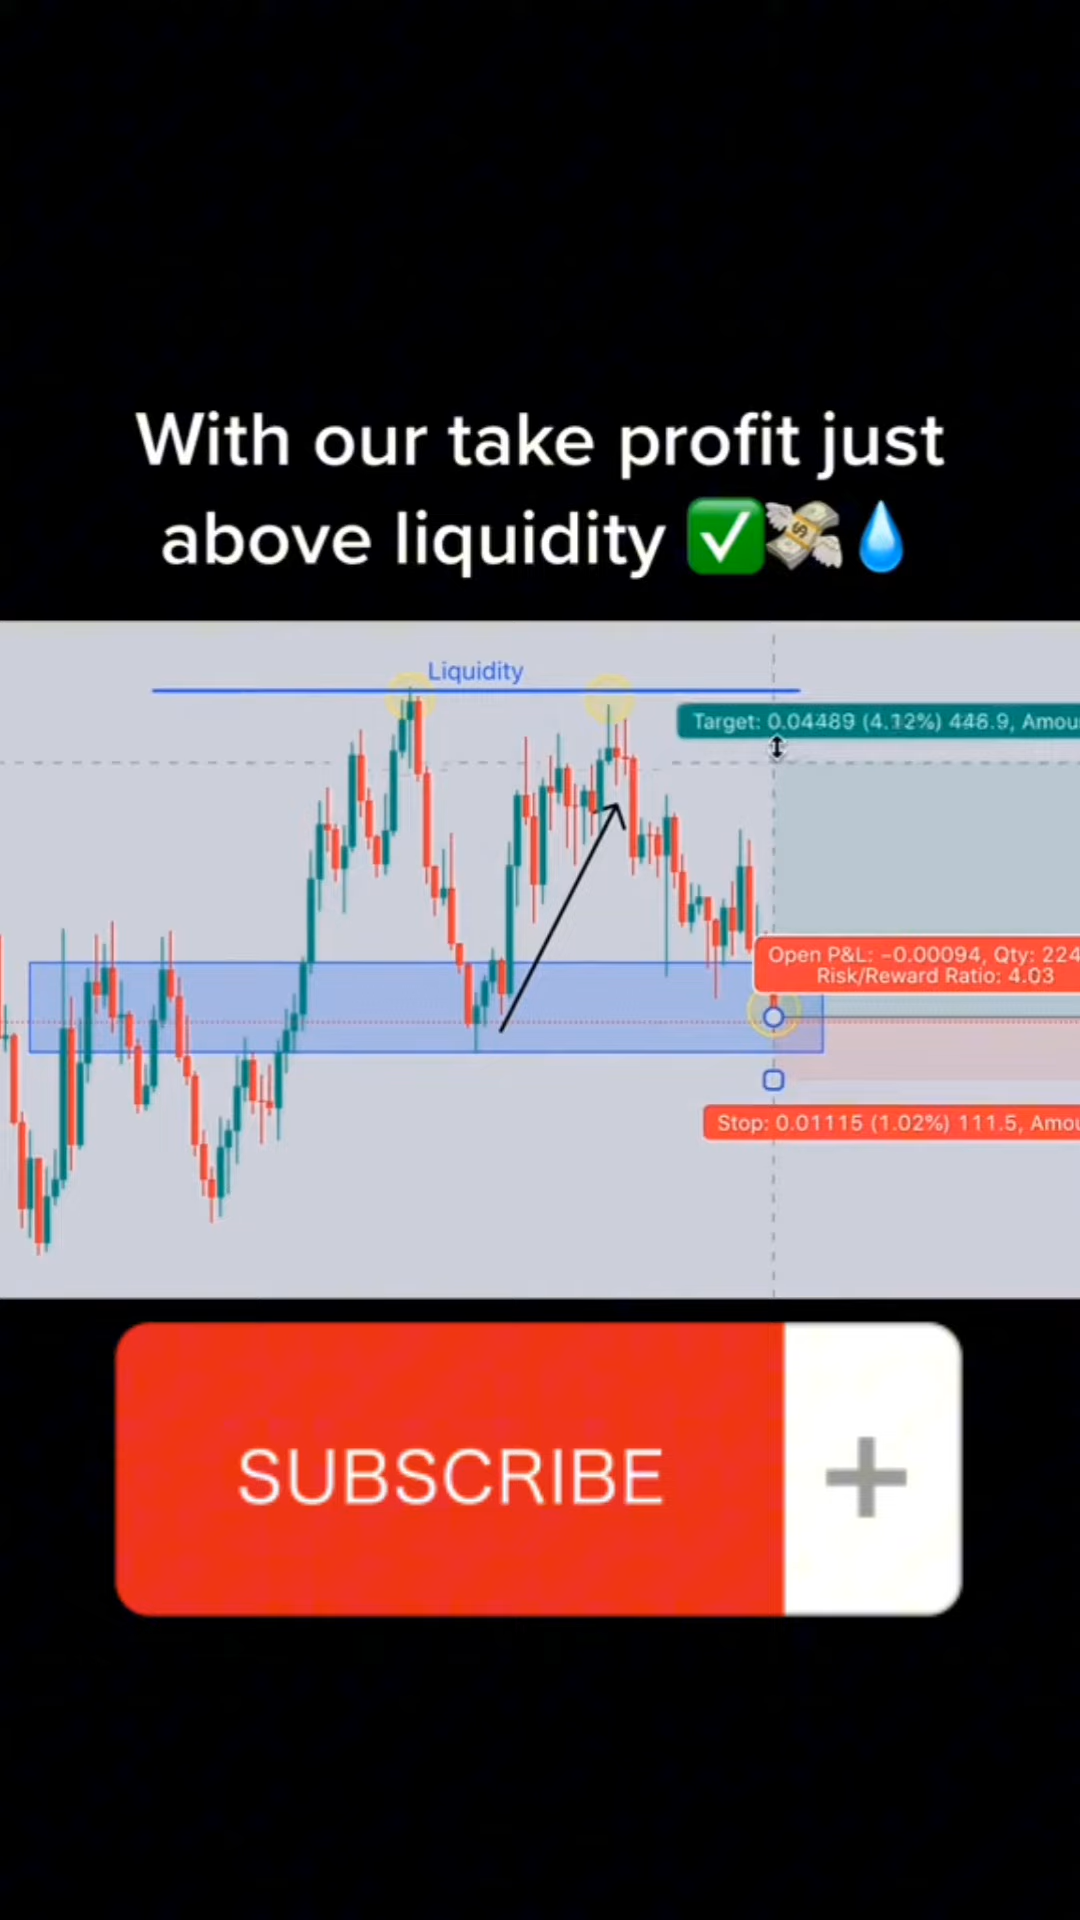 With our take profit just
above liquidity ✅💸💧
Liquidity
Target: 0.04489 (4.12%) 446.9, Amou
Open P&L: −0.00094, Qty: 224
Risk/Reward Ratio: 4.03
Stop: 0.01115 (1.02%) 111.5, Amou
SUBSCRIBE +